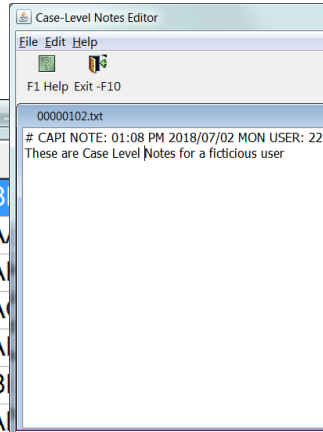 Case-Level Notes Editor
File Edit Help
F1 Help Exit -F10
00000102.txt
# CAPI NOTE: 01:08 PM 2018/07/02 MON USER: 22
These are Case Level Notes for a ficticious user